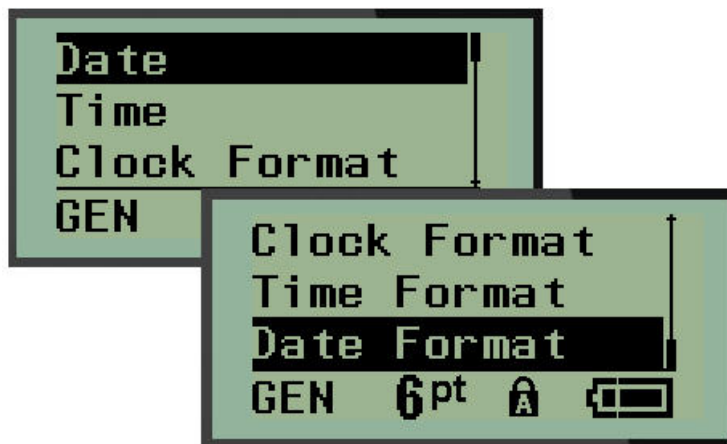 Date
Time
Clock Format
GEN
Clock Format
Time Format
Date Format
GEN 6pt A